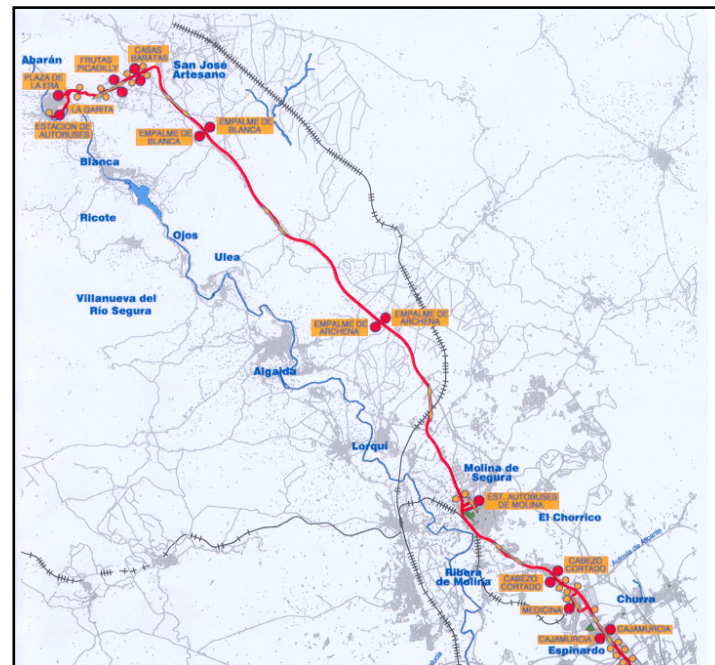 Abarán
FRUTAS
PICADILLY
CASAS
BARATAS
San José
Artesano
PLAZA DE
LA ERA
LA GARITA
ESTACION DE
AUTOBUSES
EMPALME DE
BLANCA
EMPALME DE
BLANCA
Blanca
Ricote
Ojos
Ulea
Villanueva del
Río Segura
EMPALME DE
ARCHENA
EMPALME DE
ARCHENA
Algaida
Lorquí
Molina de
Segura
EST. AUTOBUSES
DE MOLINA
El Chorrico
Autovía de Alicante
CABEZO
CORTADO
Ribera
de Molina
CABEZO
CORTADO
MEDICINA
Churra
CAJAMURCIA
CAJAMURCIA
Espinardo